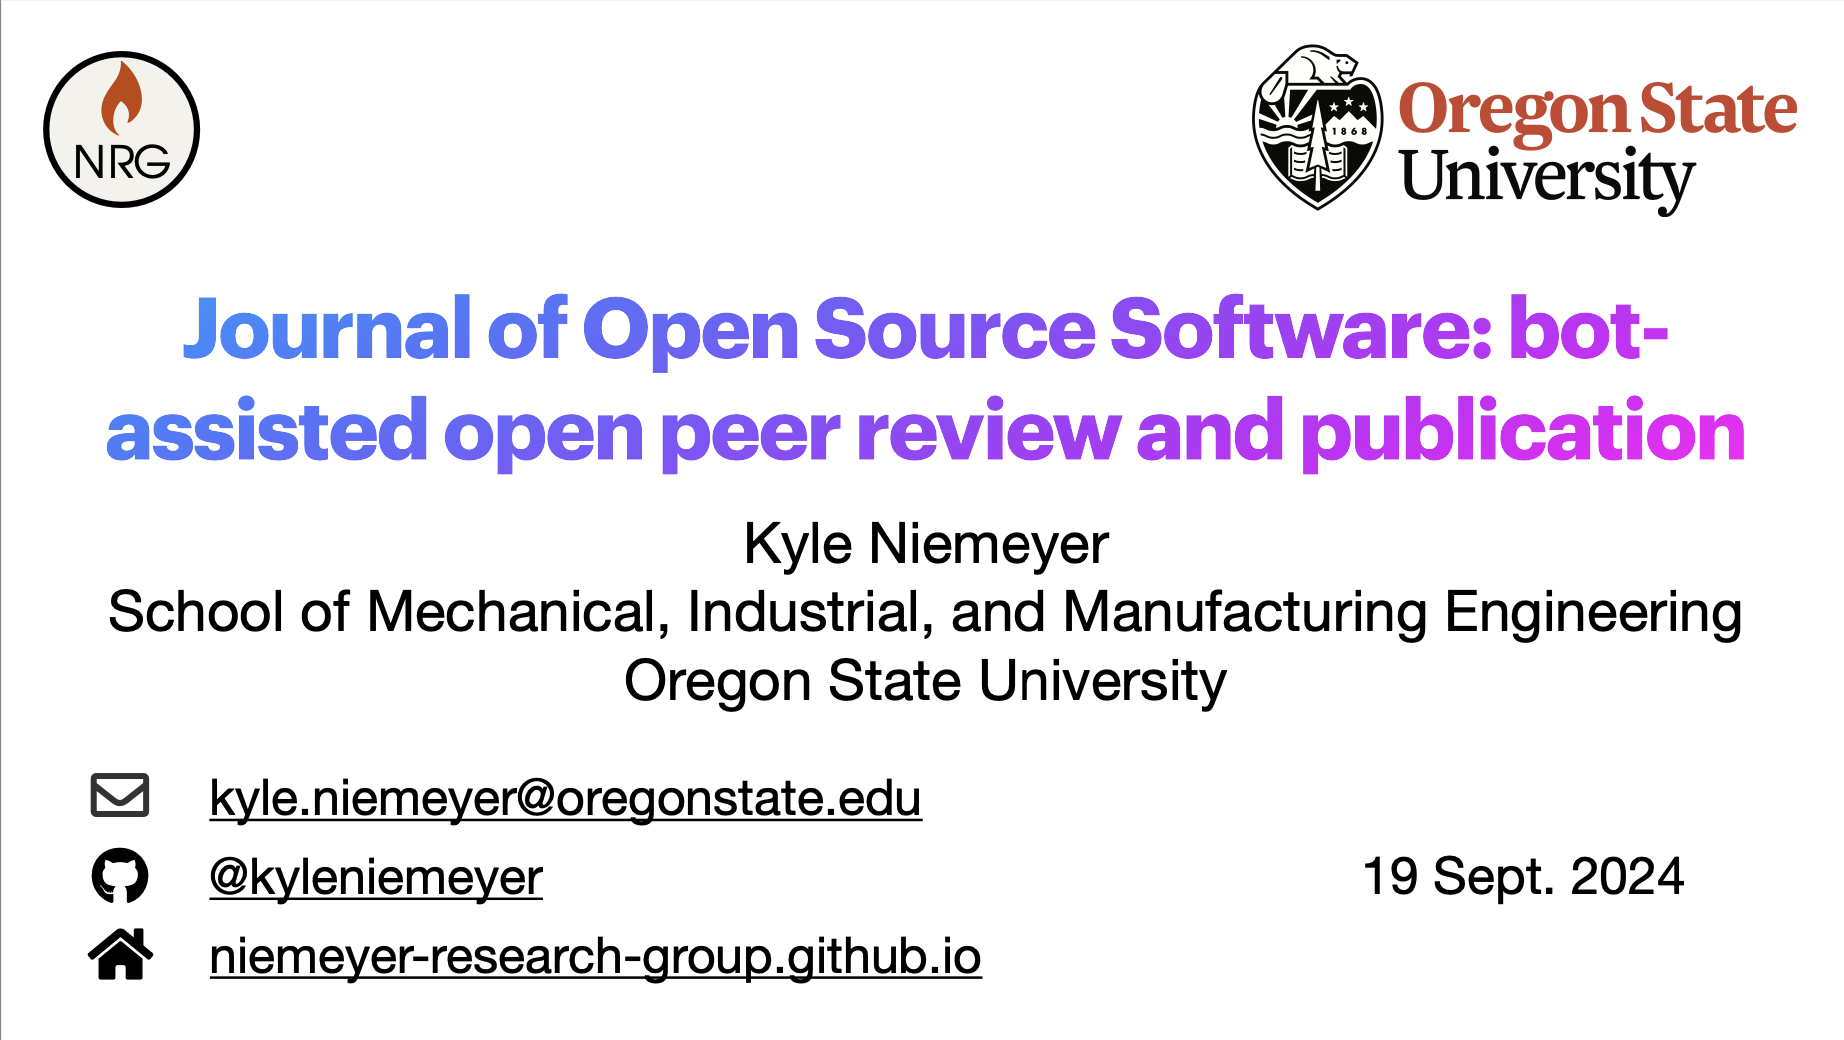 NRG
1868
Oregon State
University
Journal of Open Source Software: bot-
assisted open peer review and publication
Kyle Niemeyer
School of Mechanical, Industrial, and Manufacturing Engineering
Oregon State University
kyle.niemeyer@oregonstate.edu
@kyleniemeyer
19 Sept. 2024
niemeyer-research-group.github.io